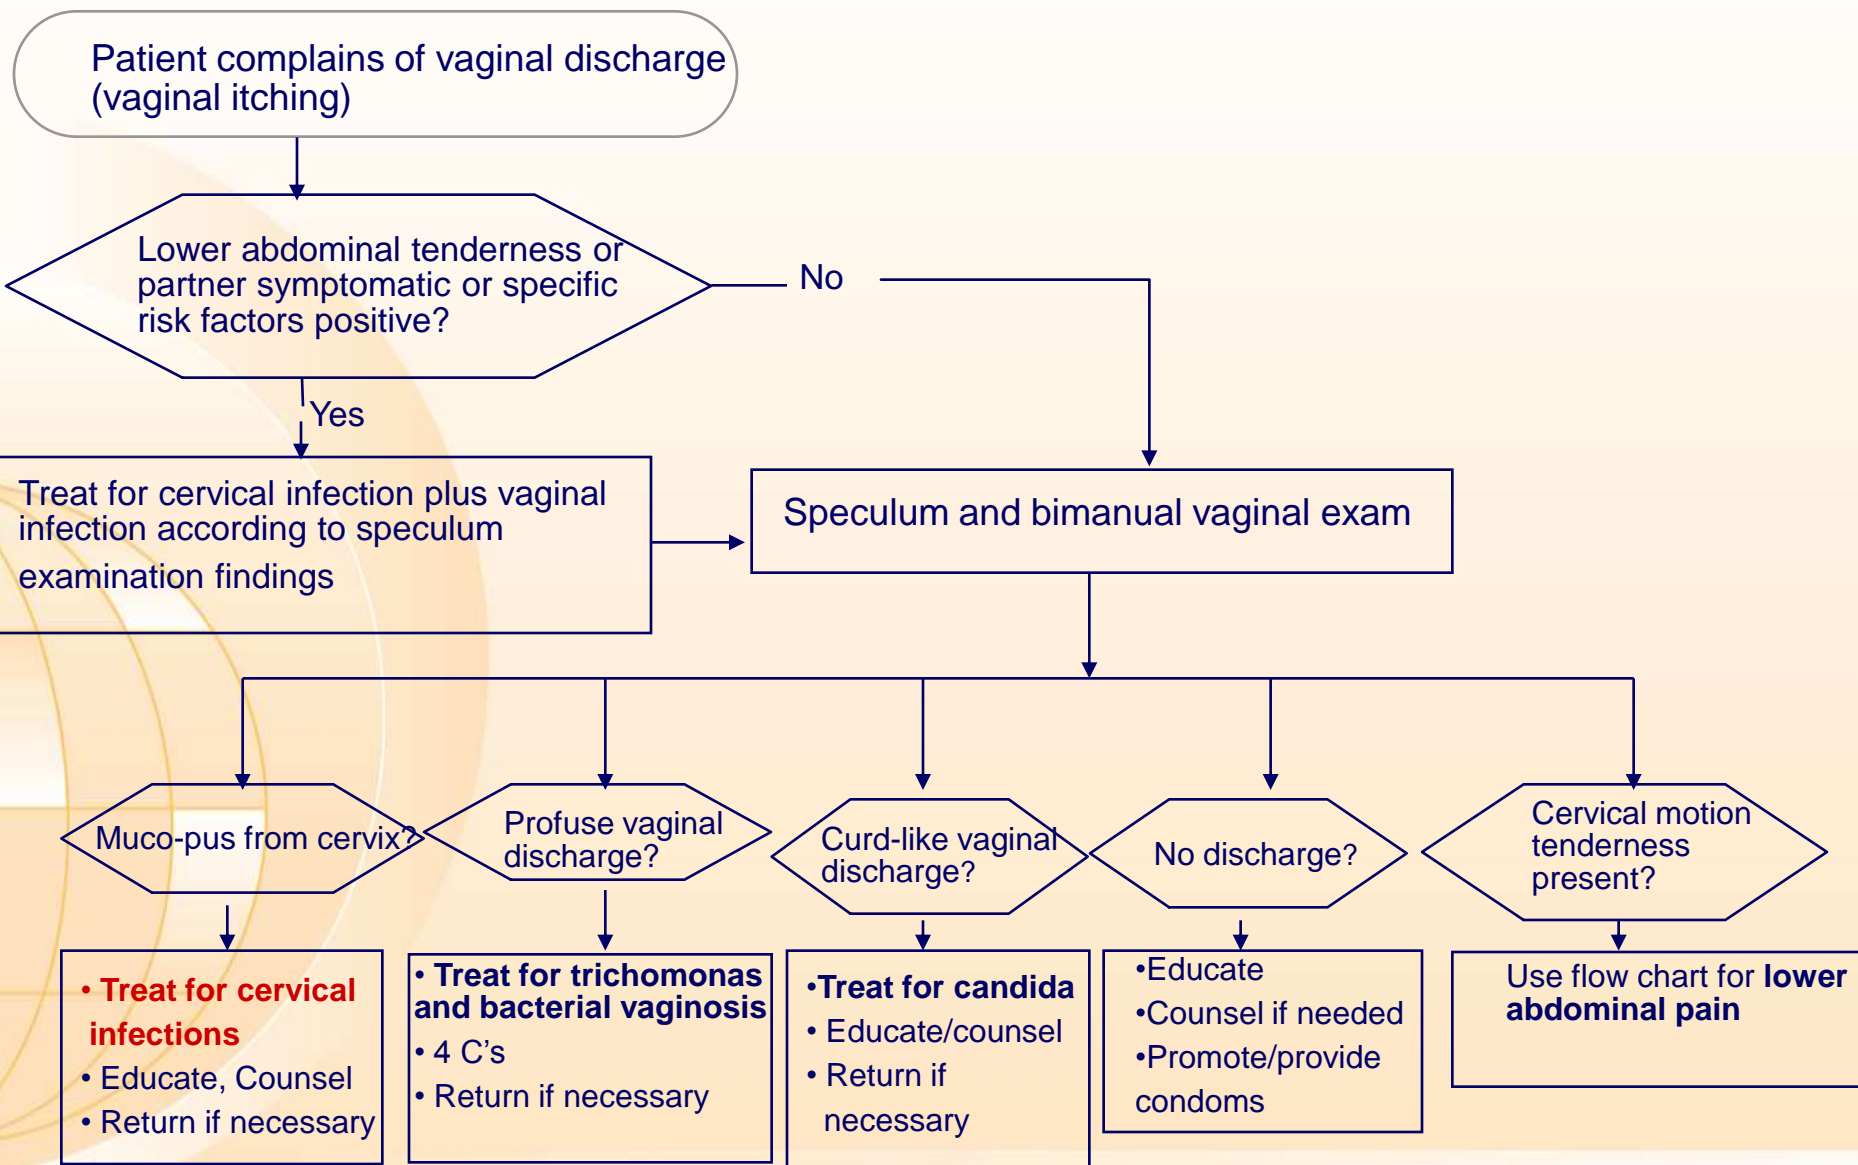 Patient complains of vaginal discharge
(vaginal itching)
Lower abdominal tenderness or
partner symptomatic or specific
risk factors positive?
No
Yes
Treat for cervical infection plus vaginal
infection according to speculum
examination findings
Speculum and bimanual vaginal exam
Muco-pus from cervix?
Profuse vaginal
discharge?
Curd-like vaginal
discharge?
No discharge?
Cervical motion
tenderness
present?
• Treat for cervical
infections
• Educate, Counsel
• Return if necessary
• Treat for trichomonas
and bacterial vaginosis
• 4 C's
• Return if necessary
•Treat for candida
• Educate/counsel
• Return if
necessary
•Educate
•Counsel if needed
•Promote/provide
condoms
Use flow chart for lower
abdominal pain